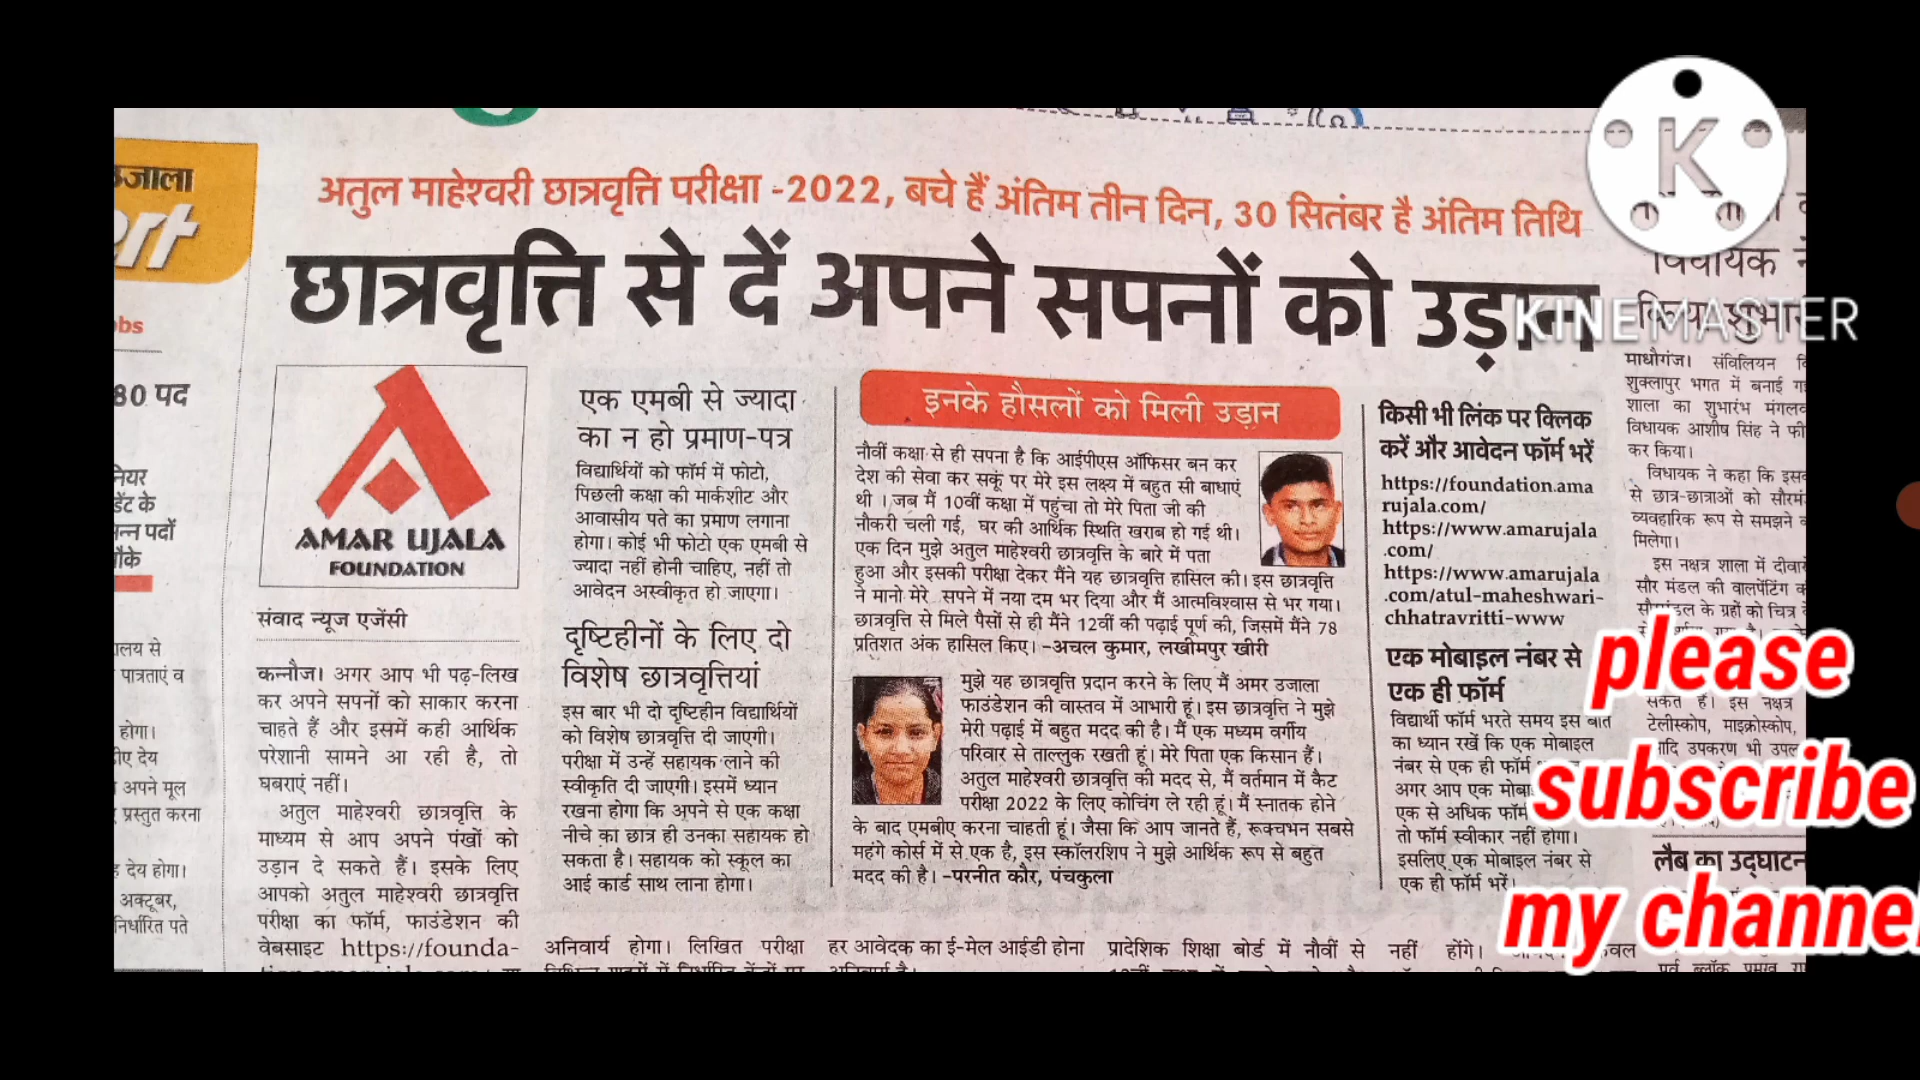 उजाला
ert
obs
80 पद
अतुल माहेश्वरी छात्रवृत्ति परीक्षा -2022, बचे हैं अंतिम तीन दिन, 30 सितंबर है अंतिम तिथि
छात्रवृत्ति से दें अपने सपनों को उड़ान
AMAR UJALA
FOUNDATION
संवाद न्यूज एजेंसी
कन्नौज। अगर आप भी पढ़-लिख
कर अपने सपनों को साकार करना
चाहते हैं और इसमें कही आर्थिक
परेशानी सामने आ रही है, तो
घबराएं नहीं।
अतुल माहेश्वरी छात्रवृत्ति के
माध्यम से आप अपने पंखों को
उड़ान दे सकते हैं। इसके लिए
आपको अतुल माहेश्वरी छात्रवृत्ति
परीक्षा का फॉर्म, फाउंडेशन की
वेबसाइट https://founda-
एक एमबी से ज्यादा
का न हो प्रमाण-पत्र
विद्यार्थियों को फॉर्म में फोटो,
पिछली कक्षा की मार्कशीट और
आवासीय पते का प्रमाण लगाना
होगा। कोई भी फोटो एक एमबी से
ज्यादा नहीं होनी चाहिए, नहीं तो
आवेदन अस्वीकृत हो जाएगा।
दृष्टिहीनों के लिए दो
विशेष छात्रवृत्तियां
इस बार भी दो दृष्टिहीन विद्यार्थियों
को विशेष छात्रवृत्ति दी जाएगी।
परीक्षा में उन्हें सहायक लाने की
स्वीकृति दी जाएगी। इसमें ध्यान
रखना होगा कि अपने से एक कक्षा
नीचे का छात्र ही उनका सहायक हो
सकता है। सहायक को स्कूल का
आई कार्ड साथ लाना होगा।
अनिवार्य होगा। लिखित परीक्षा
इनके हौसलों को मिली उड़ान
नौवीं कक्षा से ही सपना है कि आईपीएस ऑफिसर बन कर
देश की सेवा कर सकूं पर मेरे इस लक्ष्य में बहुत सी बाधाएं
थी । जब मैं 10वीं कक्षा में पहुंचा तो मेरे पिता जी की
नौकरी चली गई, घर की आर्थिक स्थिति खराब हो गई थी।
एक दिन मुझे अतुल माहेश्वरी छात्रवृत्ति के बारे में पता
हुआ और इसकी परीक्षा देकर मैंने यह छात्रवृत्ति हासिल की। इस छात्रवृत्ति
ने मानो मेरे सपने में नया दम भर दिया और मैं आत्मविश्वास से भर गया।
छात्रवृत्ति से मिले पैसों से ही मैंने 12वीं की पढ़ाई पूर्ण की, जिसमें मैंने 78
प्रतिशत अंक हासिल किए। -अचल कुमार, लखीमपुर खीरी
मुझे यह छात्रवृत्ति प्रदान करने के लिए मैं अमर उजाला
फाउंडेशन की वास्तव में आभारी हूं। इस छात्रवृत्ति ने मुझे
मेरी पढ़ाई में बहुत मदद की है। मैं एक मध्यम वर्गीय
परिवार से ताल्लुक रखती हूं। मेरे पिता एक किसान हैं।
अतुल माहेश्वरी छात्रवृत्ति की मदद से, मैं वर्तमान में कैट
परीक्षा 2022 के लिए कोचिंग ले रही हूं। मैं स्नातक होने
के बाद एमबीए करना चाहती हूं। जैसा कि आप जानते हैं, रूक्चभन सबसे
महंगे कोर्स में से एक है, इस स्कॉलरशिप ने मुझे आर्थिक रूप से बहुत
मदद की है। -परनीत कौर, पंचकुला
हर आवेदक का ई-मेल आईडी होना
किसी भी लिंक पर क्लिक
करें और आवेदन फॉर्म भरें
https://foundation.ama
rujala.com/
https://www.amarujala
.com/
https://www.amarujala
.com/atul-maheshwari-
chhatravritti-www
एक मोबाइल नंबर से
एक ही फॉर्म
विद्यार्थी फॉर्म भरते समय इस बात
का ध्यान रखें कि एक मोबाइल
नंबर से एक ही फॉर्म
अगर आप एक
एक से अधिक
तो फॉर्म स्वीकार नहीं होगा।
इसलिए एक मोबाइल नंबर से
एक ही फॉर्म भरें।
प्रादेशिक शिक्षा बोर्ड में नौवीं से
नहीं होंगे।
माधौगंज। संविलियन
शुक्लापुर भगत में बनाई
शाला का शुभारंभ
विधायक आशीष सिंह ने
कर किया।
विधायक ने कहा कि
से छात्र-छात्राओं को
व्यवहारिक रूप से समझने
मिलेगा।
इस नक्षत्र शाला में
सौर मंडल की वालपेंटिंग
टेलीस्कोप, माइक्रोस्कोप,
उपकरण भी
लैब का उद्घाटन
K
KINEMASTER
please
subscribe
my channel